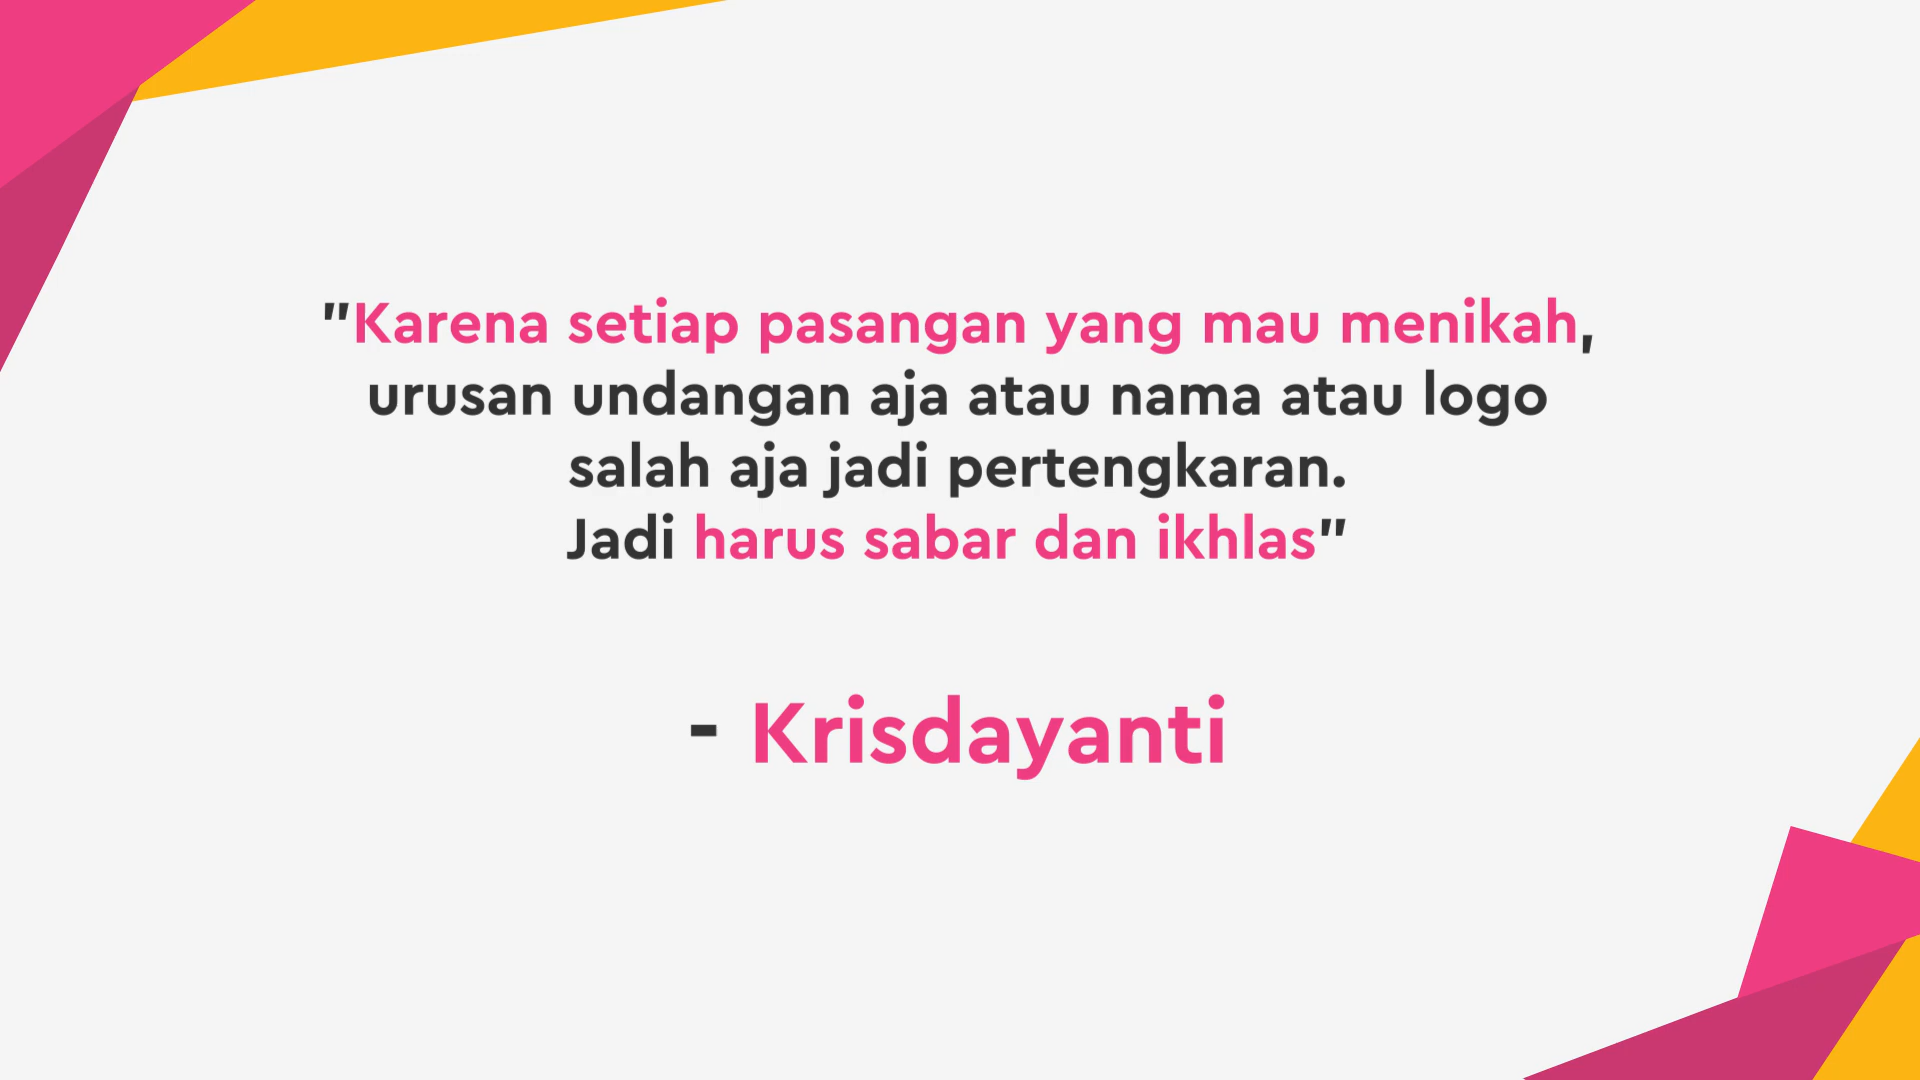 "Karena setiap pasangan yang mau menikah,
urusan undangan aja atau nama atau logo
salah aja jadi pertengkaran.
Jadi harus sabar dan ikhlas"
- Krisdayanti